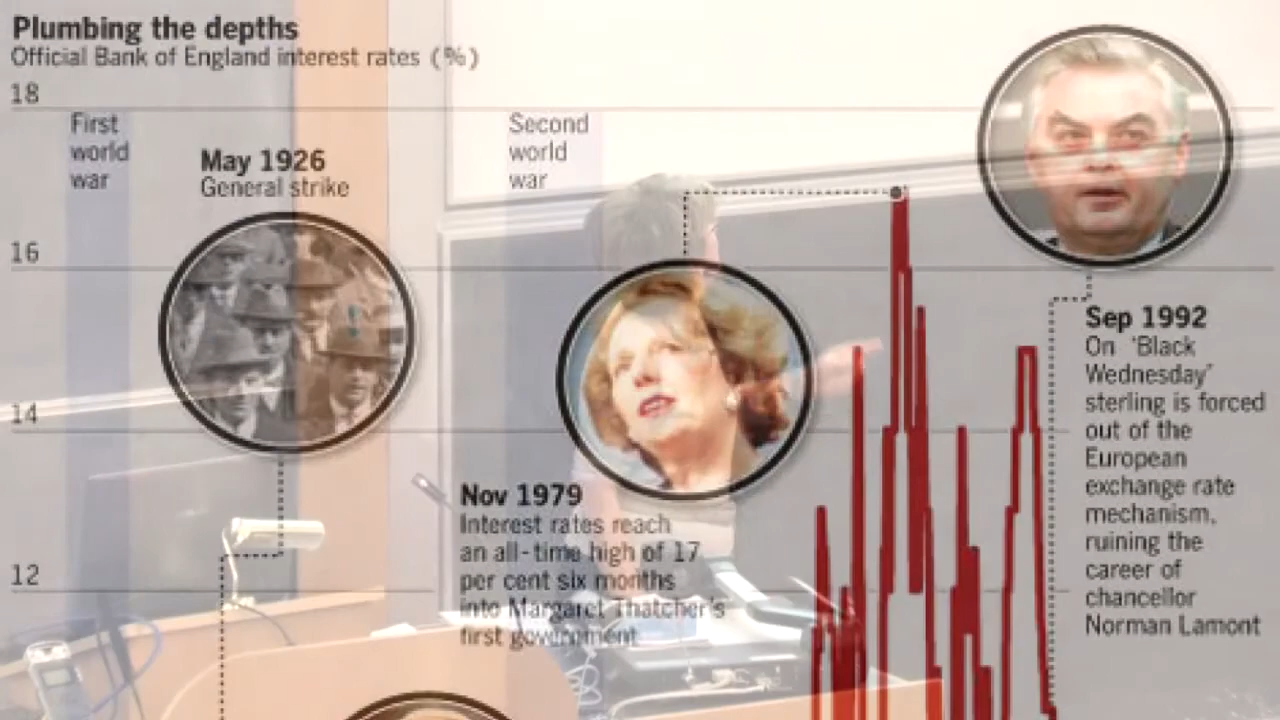 Plumbing the depths
Official Bank of England interest rates (%)
18
First
world
war
Second
world
war
May 1926
General strike
16
Sep 1992
On 'Black
Wednesday'
sterling is forced
out of the
European
exchange rate
mechanism,
ruining the
career of
chancellor
Norman Lamont
14
Nov 1979
Interest rates reach
an all-time high of 17
per cent six months
into Margaret Thatcher's
first government
12